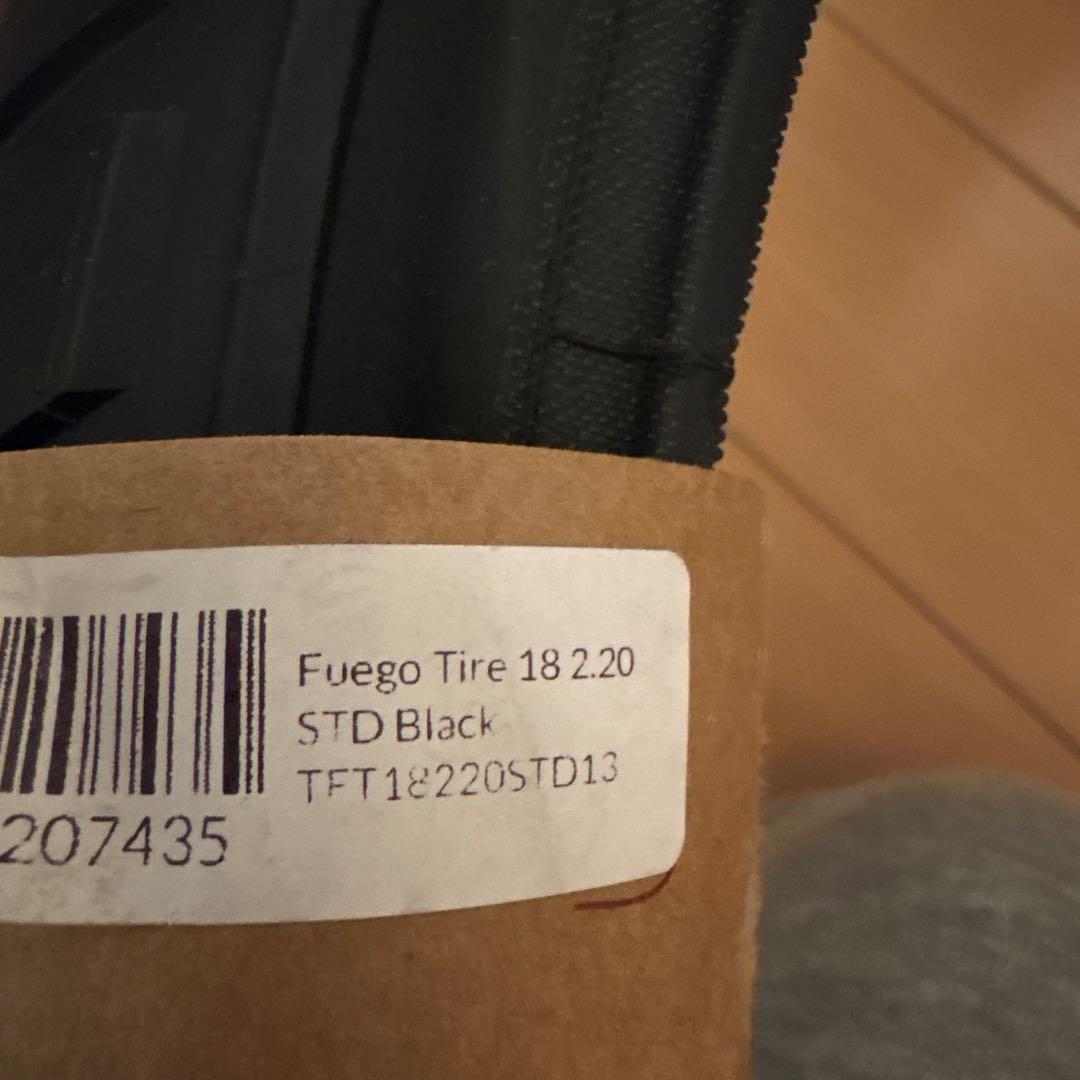 Fuego Tire 18 2.20
STD Black
TFT18220STD13
207435